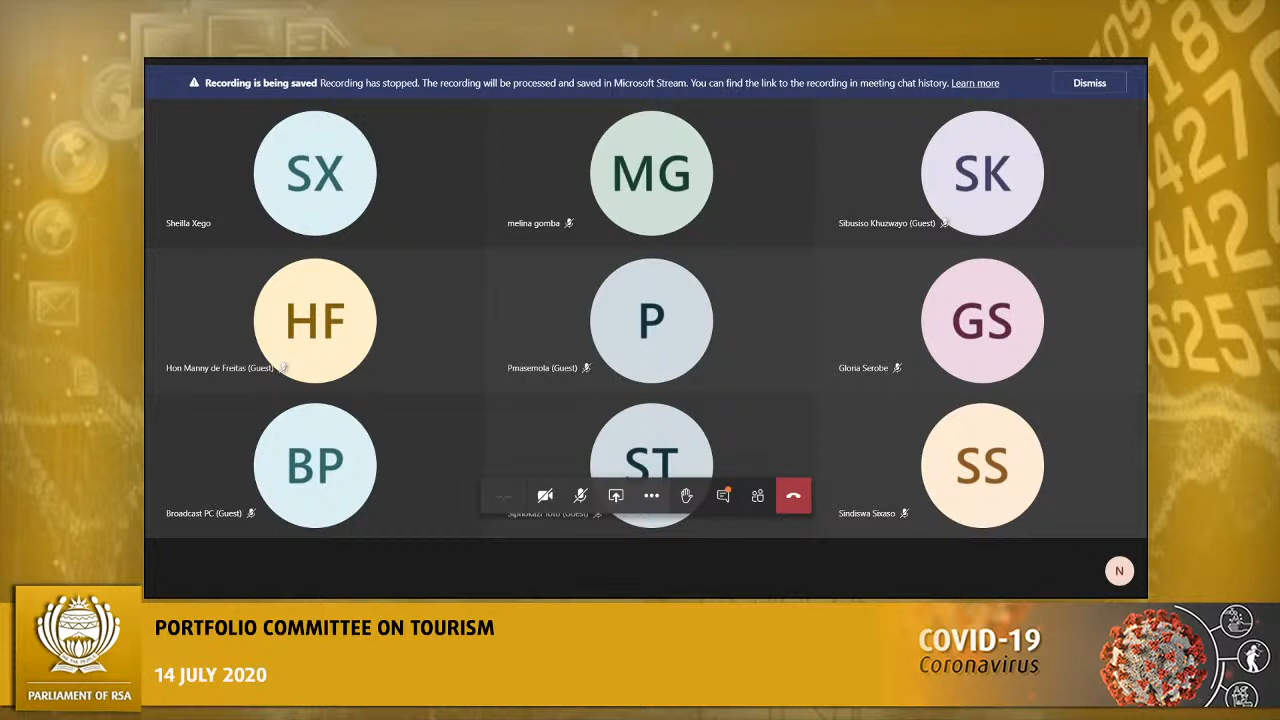 Recording is being saved Recording has stopped. The recording will be processed and saved in Microsoft Stream. You can find the link to the recording in meeting chat history. Learn more
Dismiss
SX
MG
SK
Sheilla Xego
melina gomba
Sibusiso Khuzwayo (Guest)
HF
P
GS
Hon Manny de Freitas (Guest)
Pmasemola (Guest)
Gloria Serobe
BP
ST
SS
Broadcast PC (Guest)
Siphokazi Toto (Guest)
Sindiswa Sixaso
N
PORTFOLIO COMMITTEE ON TOURISM
14 JULY 2020
PARLIAMENT OF RSA
COVID-19
Coronavirus